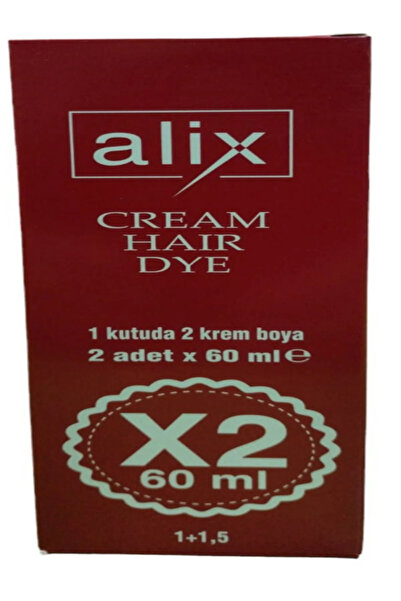 alix
CREAM
HAIR
DYE
1 kutuda 2 krem boya
2 adet x 60 ml ℮
X2
60 ml
1+1,5